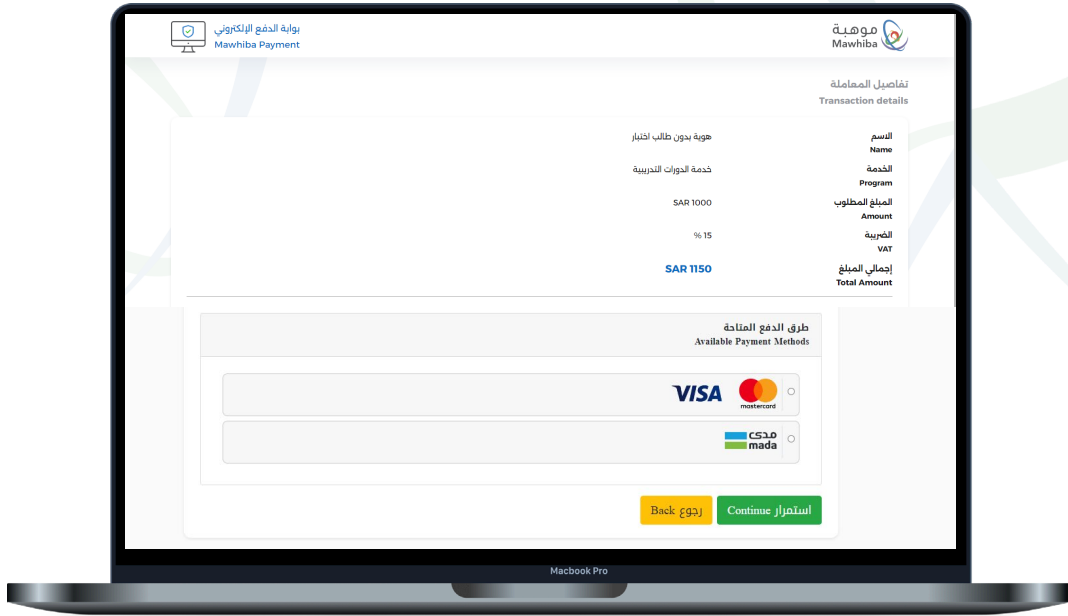 موهبة
Mawhiba
بوابة الدفع الإلكتروني
Mawhiba Payment
تفاصيل المعاملة
Transaction details
الاسم
Name
هوية بدون طالب اختبار
الخدمة
Program
خدمة الدورات التدريبية
المبلغ المطلوب
Amount
SAR 1000
الضريبة
VAT
% 15
إجمالي المبلغ
Total Amount
SAR 1150
طرق الدفع المتاحة
Available Payment Methods
mastercard
VISA
مدى
mada
استمرار Continue
رجوع Back
Macbook Pro